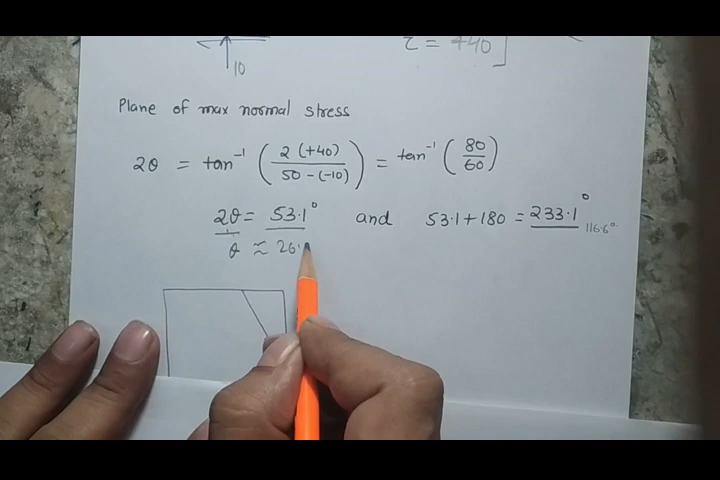 τ = +40]
10
Plane of max normal stress
2θ = tan⁻¹ (2(+40)/50-(-10)) = tan⁻¹ (80/60)
2θ = 53.1° and 53.1+180 = 233.1° 116.6°
θ ≈ 26.